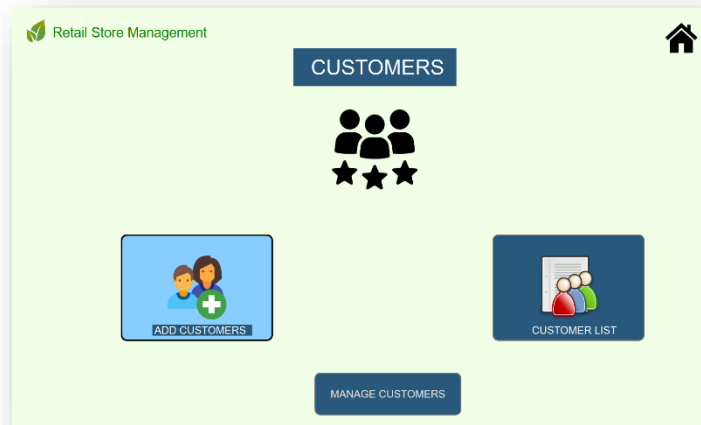 Retail Store Management
CUSTOMERS
ADD CUSTOMERS
CUSTOMER LIST
MANAGE CUSTOMERS